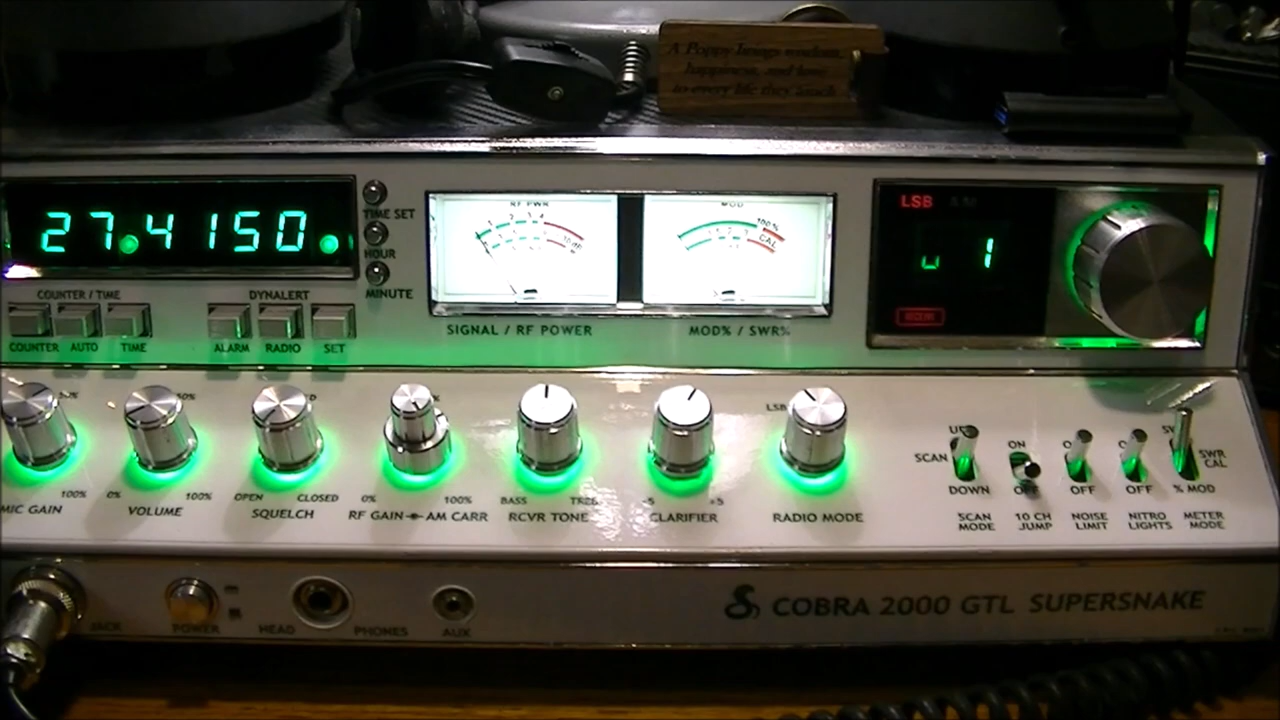 A Poppy brings wisdom,
happiness, and love
to every life they touch
27.4150
TIME SET
HOUR
MINUTE
RF PWR
MOD
100%
CAL
LSB
AM
1
RECEIVE
COUNTER / TIME
DYNALERT
COUNTER AUTO TIME
ALARM RADIO SET
SIGNAL / RF POWER
MOD% / SWR%
LSB
SCAN
ON
SWR
CAL
DOWN OFF OFF OFF % MOD
100% 0% 100% OPEN CLOSED 0% 100% BASS TREB -5 +5
MIC GAIN VOLUME SQUELCH RF GAIN AM CARR RCVR TONE CLARIFIER RADIO MODE
SCAN MODE
10 CH JUMP
NOISE LIMIT
NITRO LIGHTS
METER MODE
JACK POWER HEAD PHONES AUX
COBRA 2000 GTL SUPERSNAKE